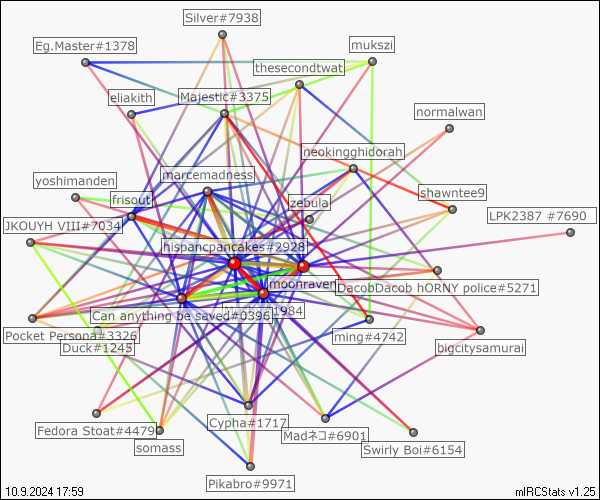 Silver#7938
Eg.Master#1378
mukszi
thesecondtwat
eliakith
Majestic#3375
normalwan
neokingghidorah
marcemadness
yoshimanden
frisout
zebula
shawntee9
LPK2387 #7690
JKOUYH VIII#7034
hispancpancakes#2928
moonraven
DacobDacob hORNY police#5271
Can anything be saved#0396
1984
Pocket Persona#3326
ming#4742
Duck#1245
bigcitysamurai
Cypha#1717
Fedora Stoat#4479
Madネコ#6901
somass
Swirly Boi#6154
Pikabro#9971
10.9.2024 17:59
mIRCStats v1.25